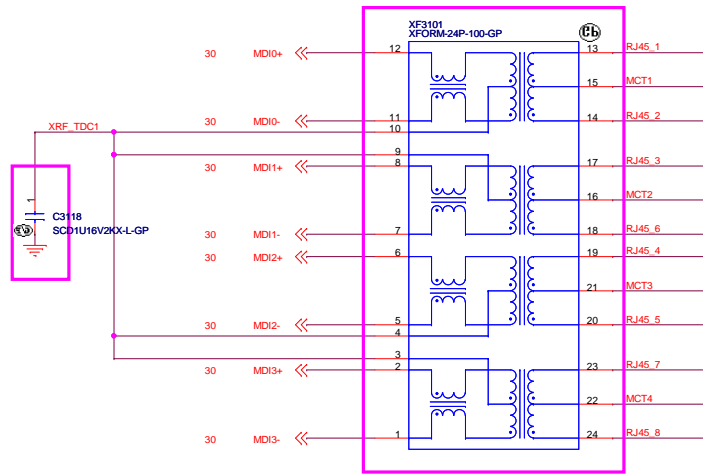 XF3101
XFORM-24P-100-GP
30 MDI0+ 12 13 RJ45_1
15 MCT1
30 MDI0- 11 14 RJ45_2
XRF_TDC1 10
9
30 MDI1+ 8 17 RJ45_3
16 MCT2
1
C3118
SCD1U16V2KX-L-GP
30 MDI1- 7 18 RJ45_6
30 MDI2+ 6 19 RJ45_4
21 MCT3
30 MDI2- 5 20 RJ45_5
4
3
30 MDI3+ 2 23 RJ45_7
22 MCT4
30 MDI3- 1 24 RJ45_8